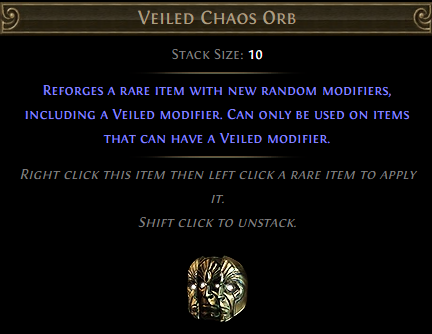 Veiled Chaos Orb
Stack Size: 10
Reforges a rare item with new random modifiers,
including a Veiled modifier. Can only be used on items
that can have a Veiled modifier.
Right click this item then left click a rare item to apply
it.
Shift click to unstack.